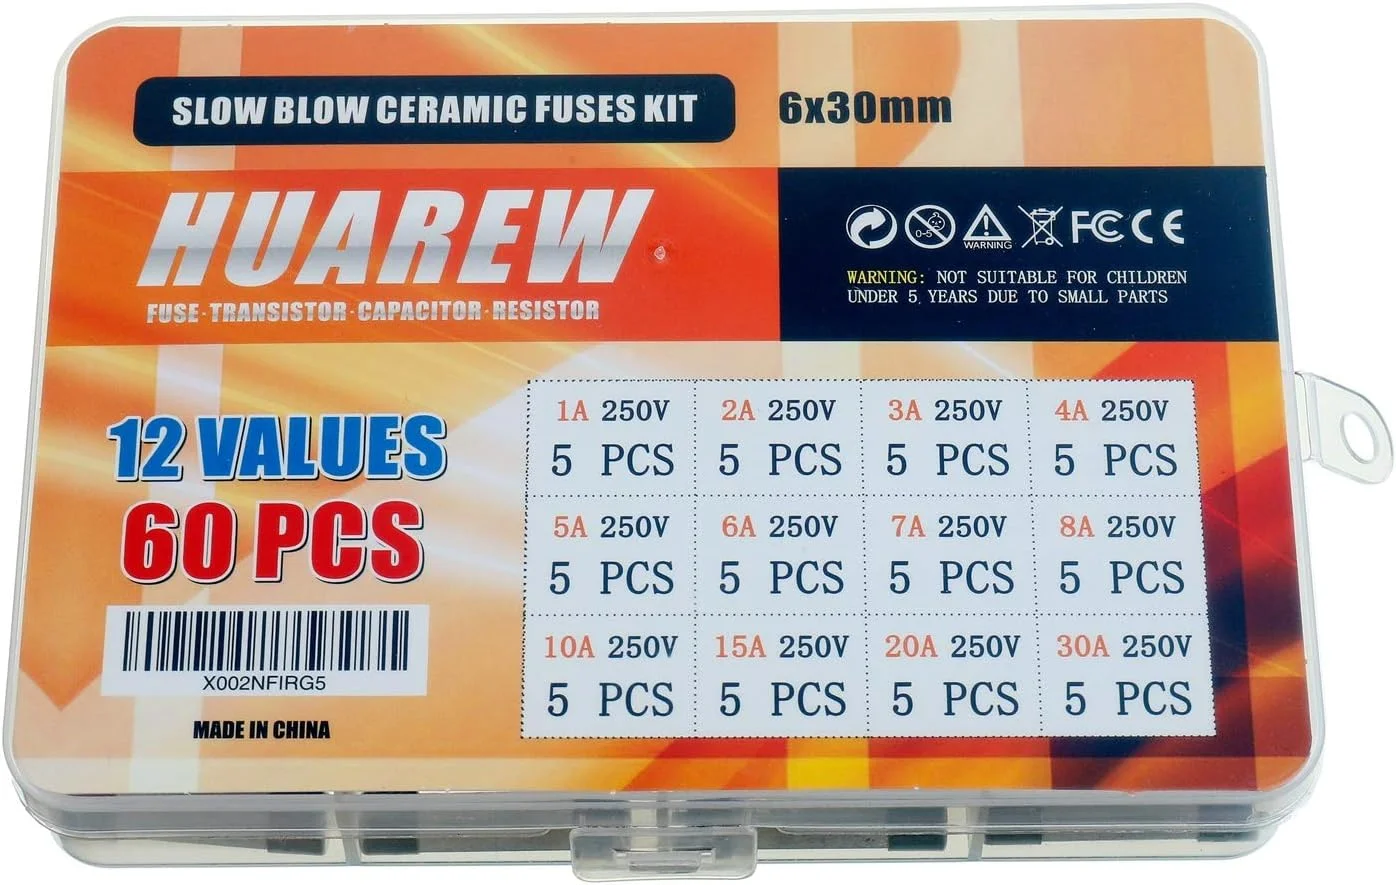 SLOW BLOW CERAMIC FUSES KIT
6x30mm
HUAREW
FUSE·TRANSISTOR·CAPACITOR·RESISTOR
0-5
WARNING
FC CE
WARNING: NOT SUITABLE FOR CHILDREN
UNDER 5 YEARS DUE TO SMALL PARTS
12 VALUES
60 PCS
X002NFIRG5
MADE IN CHINA
1A 250V
5 PCS
2A 250V
5 PCS
3A 250V
5 PCS
4A 250V
5 PCS
5A 250V
5 PCS
6A 250V
5 PCS
7A 250V
5 PCS
8A 250V
5 PCS
10A 250V
5 PCS
15A 250V
5 PCS
20A 250V
5 PCS
30A 250V
5 PCS